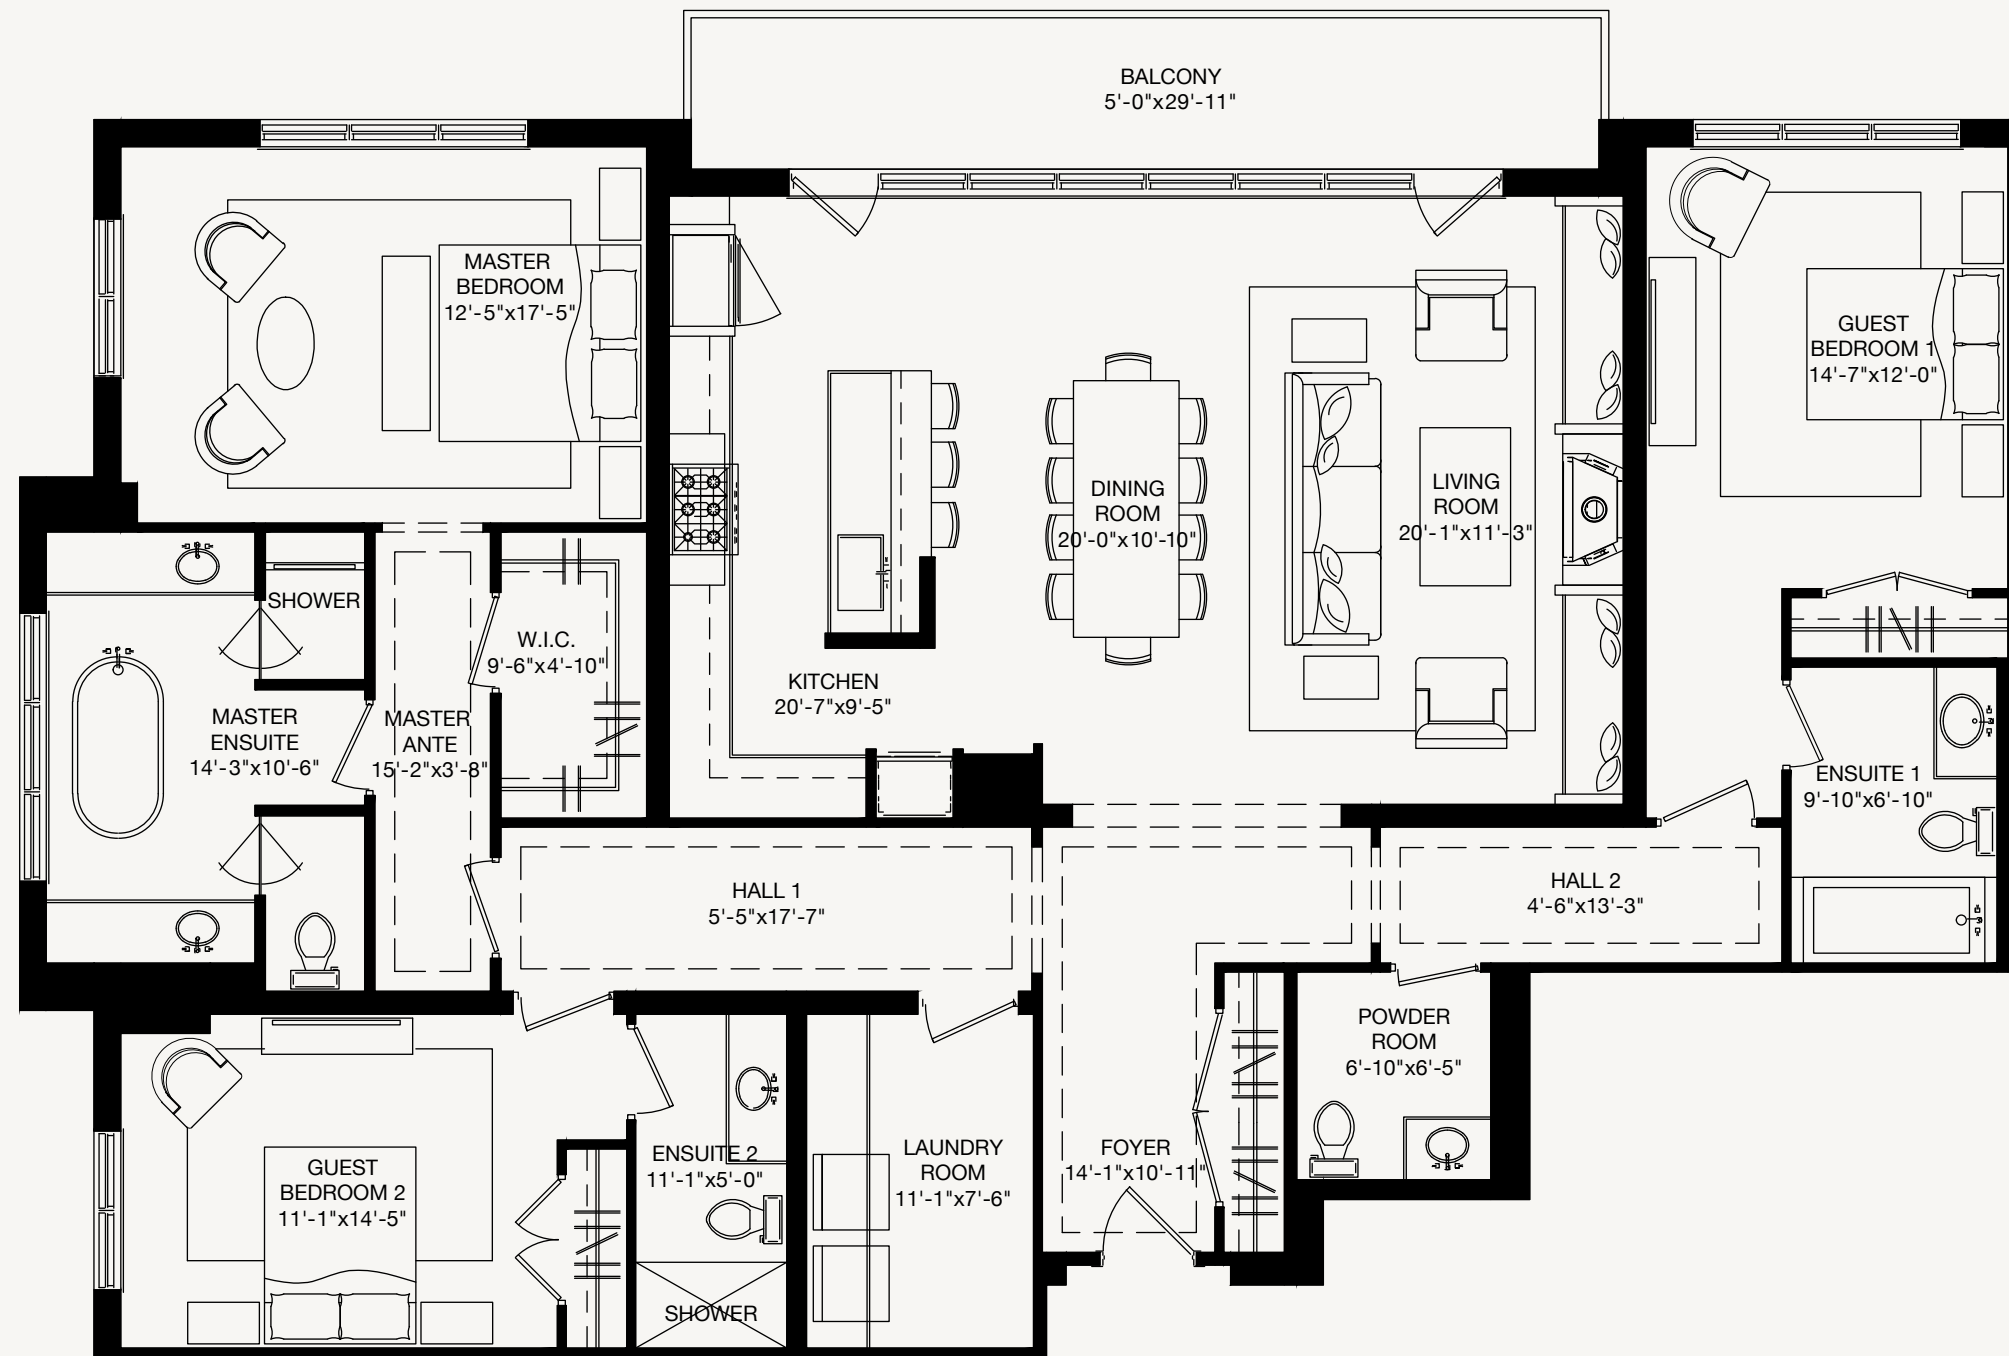 BALCONY
5'-0"x29'-11"
MASTER
BEDROOM
12'-5"x17'-5"
GUEST
BEDROOM 1
14'-7"x12'-0"
DINING
ROOM
20'-0"x10'-10"
LIVING
ROOM
20'-1"x11'-3"
SHOWER
W.I.C.
9'-6"x4'-10"
KITCHEN
20'-7"x9'-5"
MASTER
ENSUITE
14'-3"x10'-6"
MASTER
ANTE
15'-2"x3'-8"
ENSUITE 1
9'-10"x6'-10"
HALL 1
5'-5"x17'-7"
HALL 2
4'-6"x13'-3"
POWDER
ROOM
6'-10"x6'-5"
GUEST
BEDROOM 2
11'-1"x14'-5"
ENSUITE 2
11'-1"x5'-0"
LAUNDRY
ROOM
11'-1"x7'-6"
FOYER
14'-1"x10'-11"
SHOWER